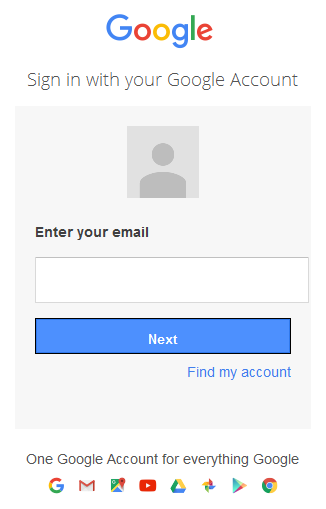 Google
Sign in with your Google Account
Enter your email
Next
Find my account
One Google Account for everything Google